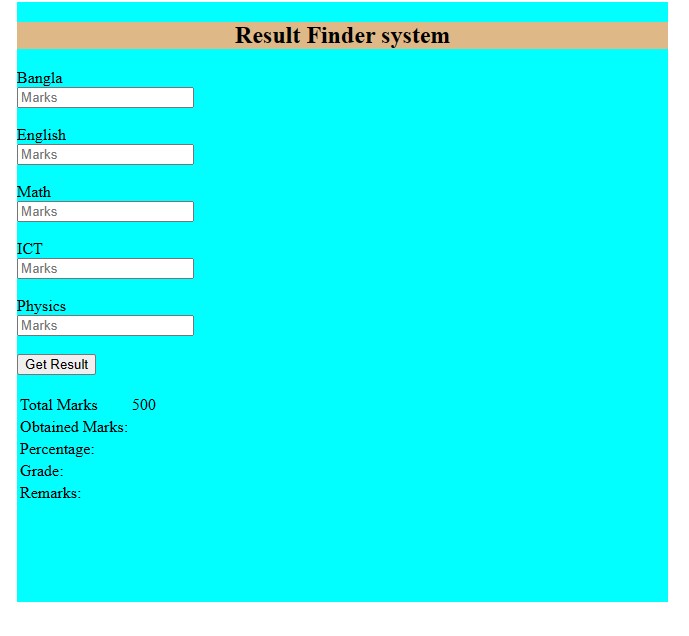 Result Finder system
Bangla
Marks
English
Marks
Math
Marks
ICT
Marks
Physics
Marks
Get Result
Total Marks 500
Obtained Marks:
Percentage:
Grade:
Remarks: